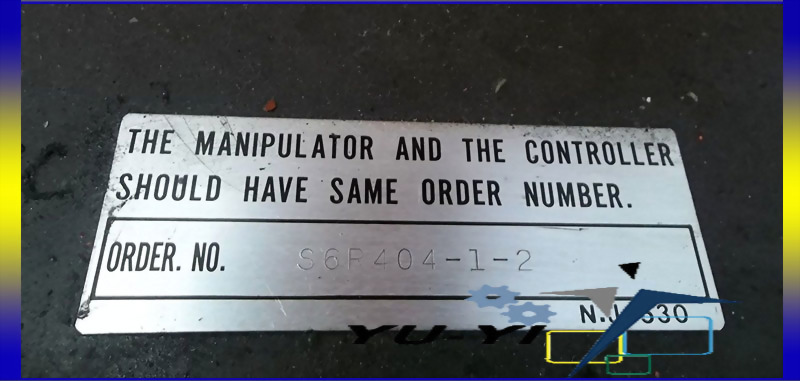 THE MANIPULATOR AND THE CONTROLLER
SHOULD HAVE SAME ORDER NUMBER.
ORDER. NO. S6F404-1-2
YU-YI